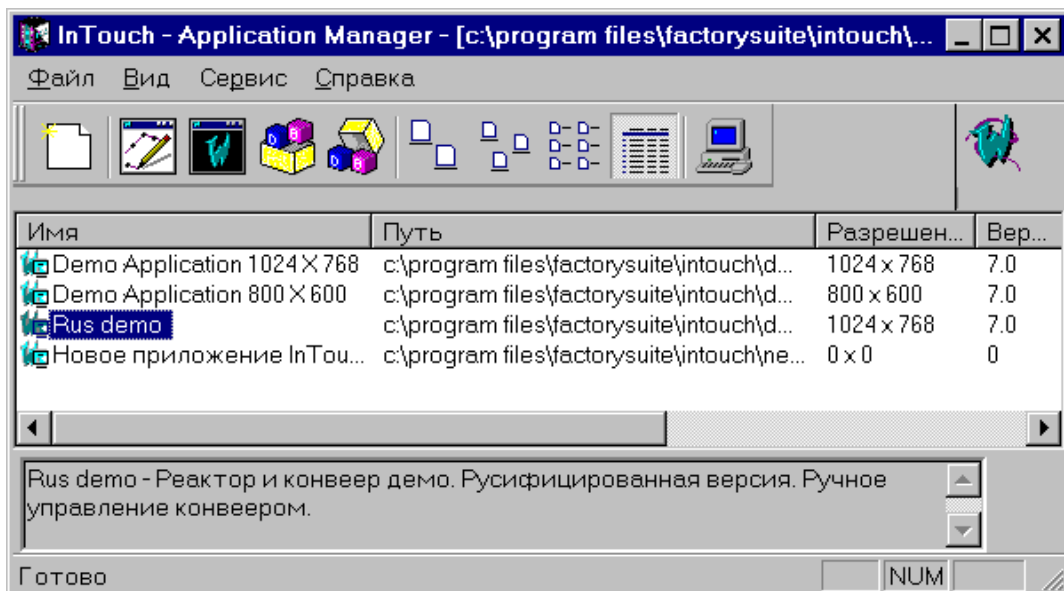 InTouch - Application Manager - [c:\program files\factorysuite\intouch\...
Файл Вид Сервис Справка
Имя Путь Разрешен... Вер...
Demo Application 1024 X 768 c:\program files\factorysuite\intouch\d... 1024 x 768 7.0
Demo Application 800 X 600 c:\program files\factorysuite\intouch\d... 800 x 600 7.0
Rus demo c:\program files\factorysuite\intouch\d... 1024 x 768 7.0
Новое приложение InTou... c:\program files\factorysuite\intouch\ne... 0 x 0 0
Rus demo - Реактор и конвеер демо. Русифицированная версия. Ручное
управление конвеером.
Готово NUM